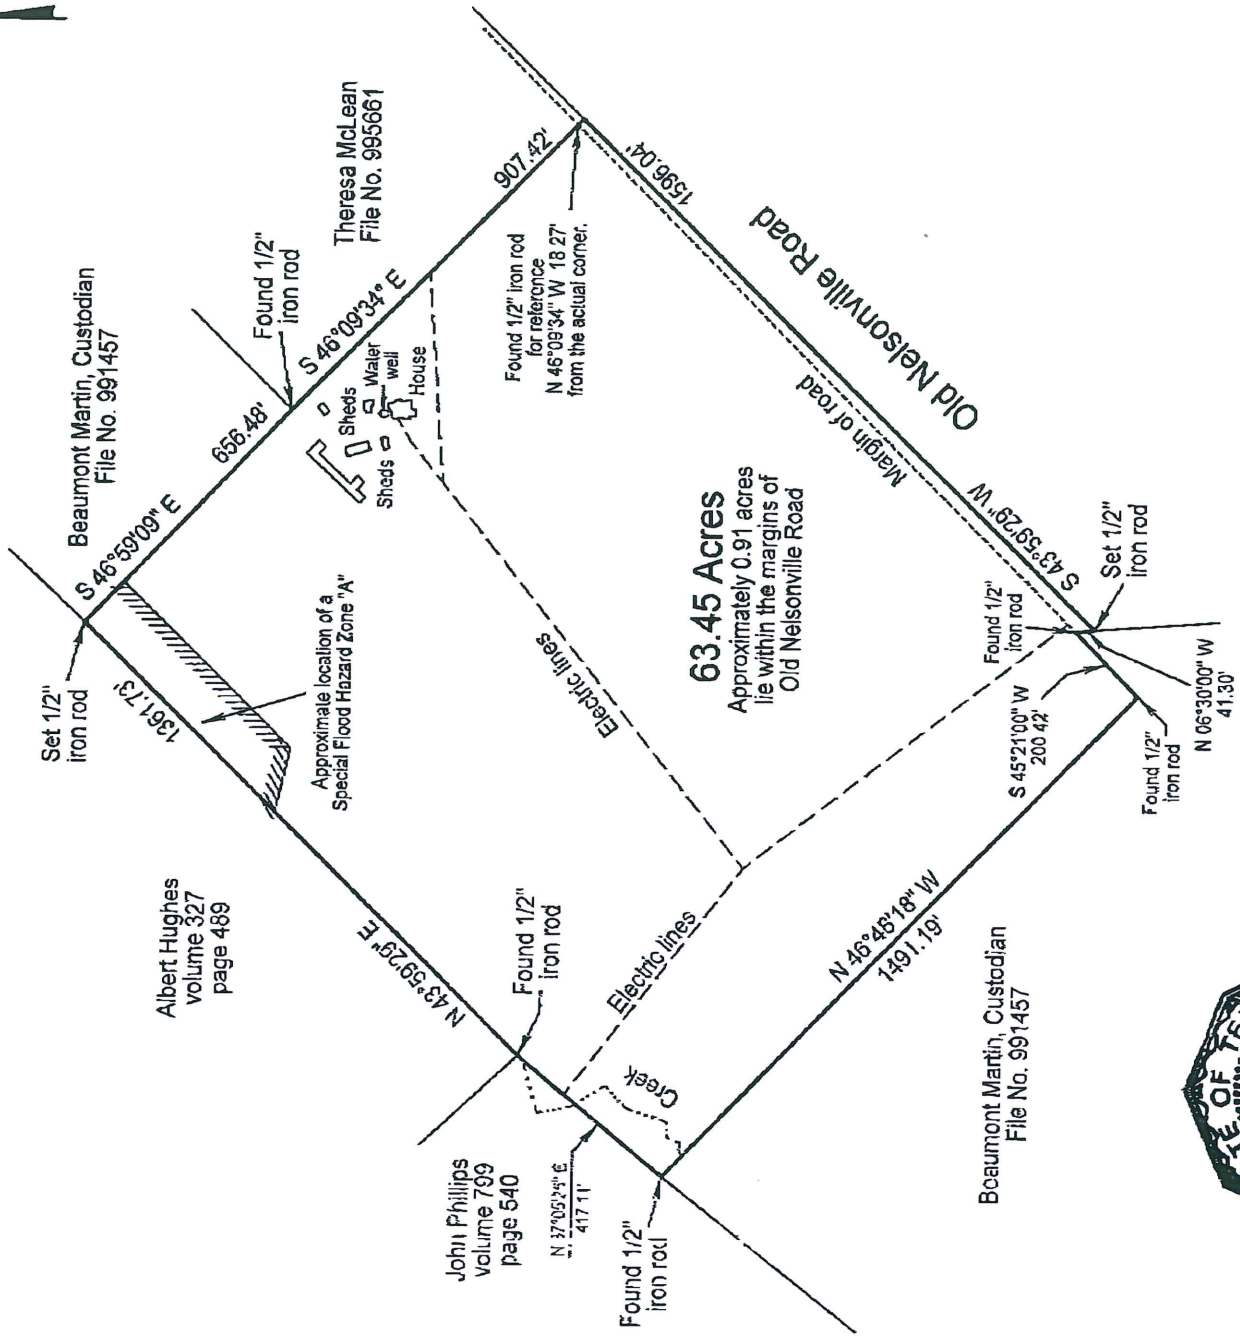 Beaumont Martin, Custodian
File No. 991457
Set 1/2"
iron rod
S 46°59'09" E
656.48'
Found 1/2"
iron rod
Theresa McLean
File No. 995661
S 46°09'34" E
907.42'
1361.73'
Approximate location of a
Special Flood Hazard Zone "A"
Sheds
Water
well
House
Sheds
Found 1/2" iron rod
for reference
N 46°09'34" W 18 27'
from the actual corner.
Albert Hughes
volume 327
page 489
N 43°59'29" E
Electric lines
63.45 Acres
Approximately 0.91 acres
lie within the margins of
Old Nelsonville Road
1596.04'
Old Nelsonville Road
Margin of road
S 43°59'29" W
Found 1/2"
iron rod
Electric lines
Creek
John Phillips
volume 799
page 540
N 37°05'25" E
417 11'
Found 1/2"
iron rod
N 46°46'18" W
1491.19'
Found 1/2"
iron rod
Set 1/2"
iron rod
S 45°21'00" W
200 42'
Found 1/2"
iron rod
N 06°30'00" W
41.30'
Beaumont Martin, Custodian
File No. 991457
OF